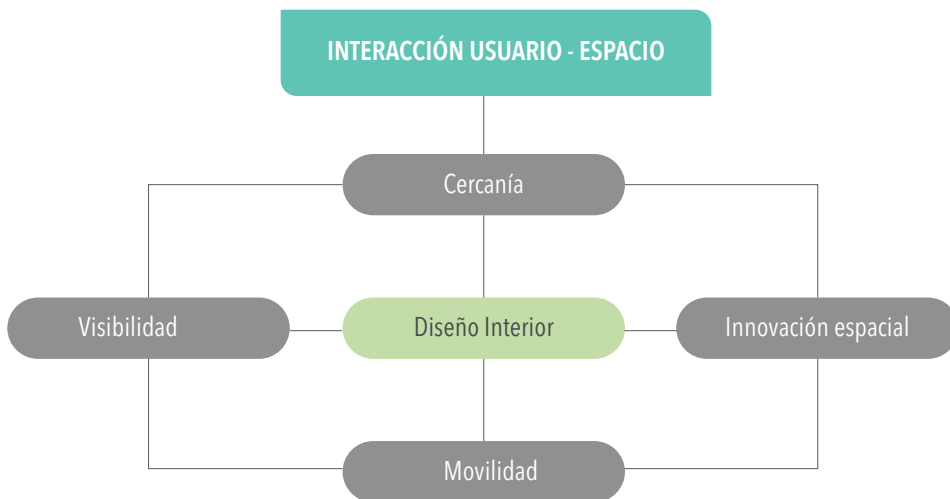 INTERACCIÓN USUARIO - ESPACIO
Cercanía
Visibilidad
Diseño Interior
Innovación espacial
Movilidad